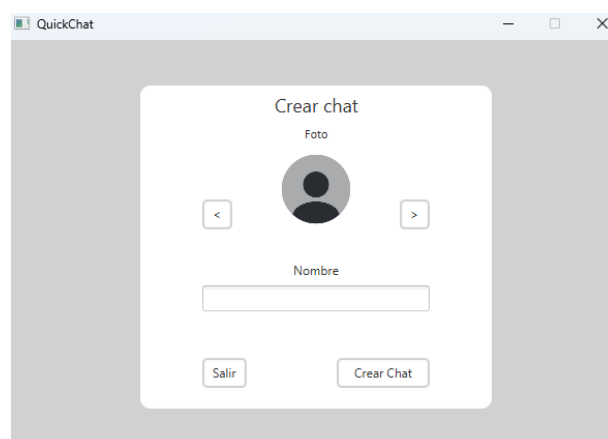 QuickChat
Crear chat
Foto
< >
Nombre
Salir Crear Chat